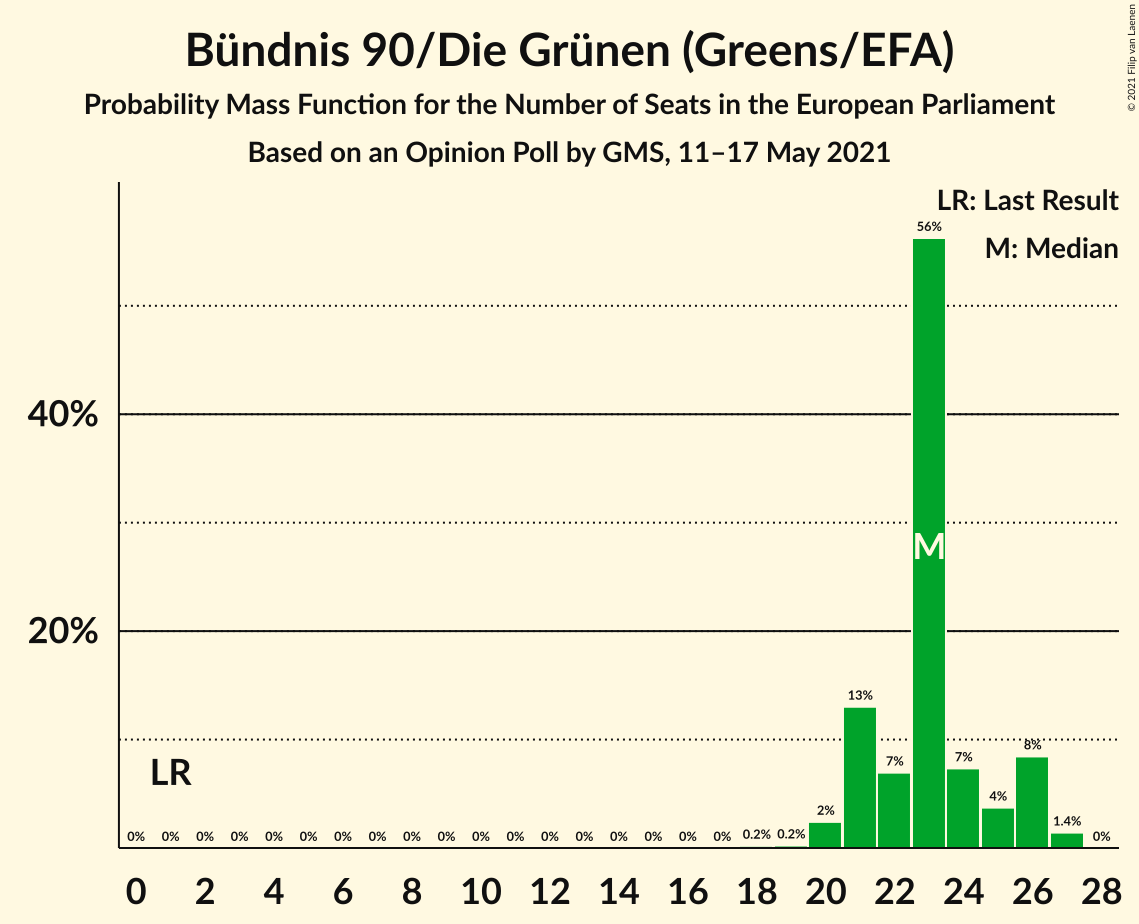 Bündnis 90/Die Grünen (Greens/EFA)
Probability Mass Function for the Number of Seats in the European Parliament
Based on an Opinion Poll by GMS, 11–17 May 2021
© 2021 Filip van Laenen
LR: Last Result
M: Median
56%
40%
M
20%
13%
7%
7%
8%
4%
2%
1.4%
LR
0% 0% 0% 0% 0% 0% 0% 0% 0% 0% 0% 0% 0% 0% 0% 0% 0% 0% 0.2% 0.2% 0%
0 2 4 6 8 10 12 14 16 18 20 22 24 26 28